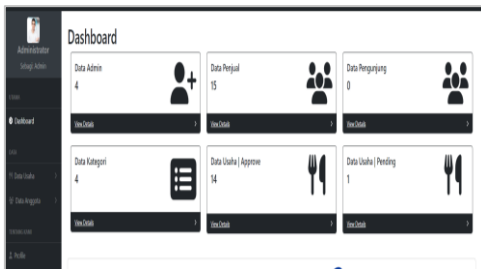 Administrator
Sebagi: Admin
Dashboard
Data Usaha
Data Anggota
Profile
Dashboard
Data Admin
4
View Details
Data Penjual
15
View Details
Data Pengunjung
0
View Details
Data Kategori
4
View Details
Data Usaha | Approve
14
View Details
Data Usaha | Pending
1
View Details